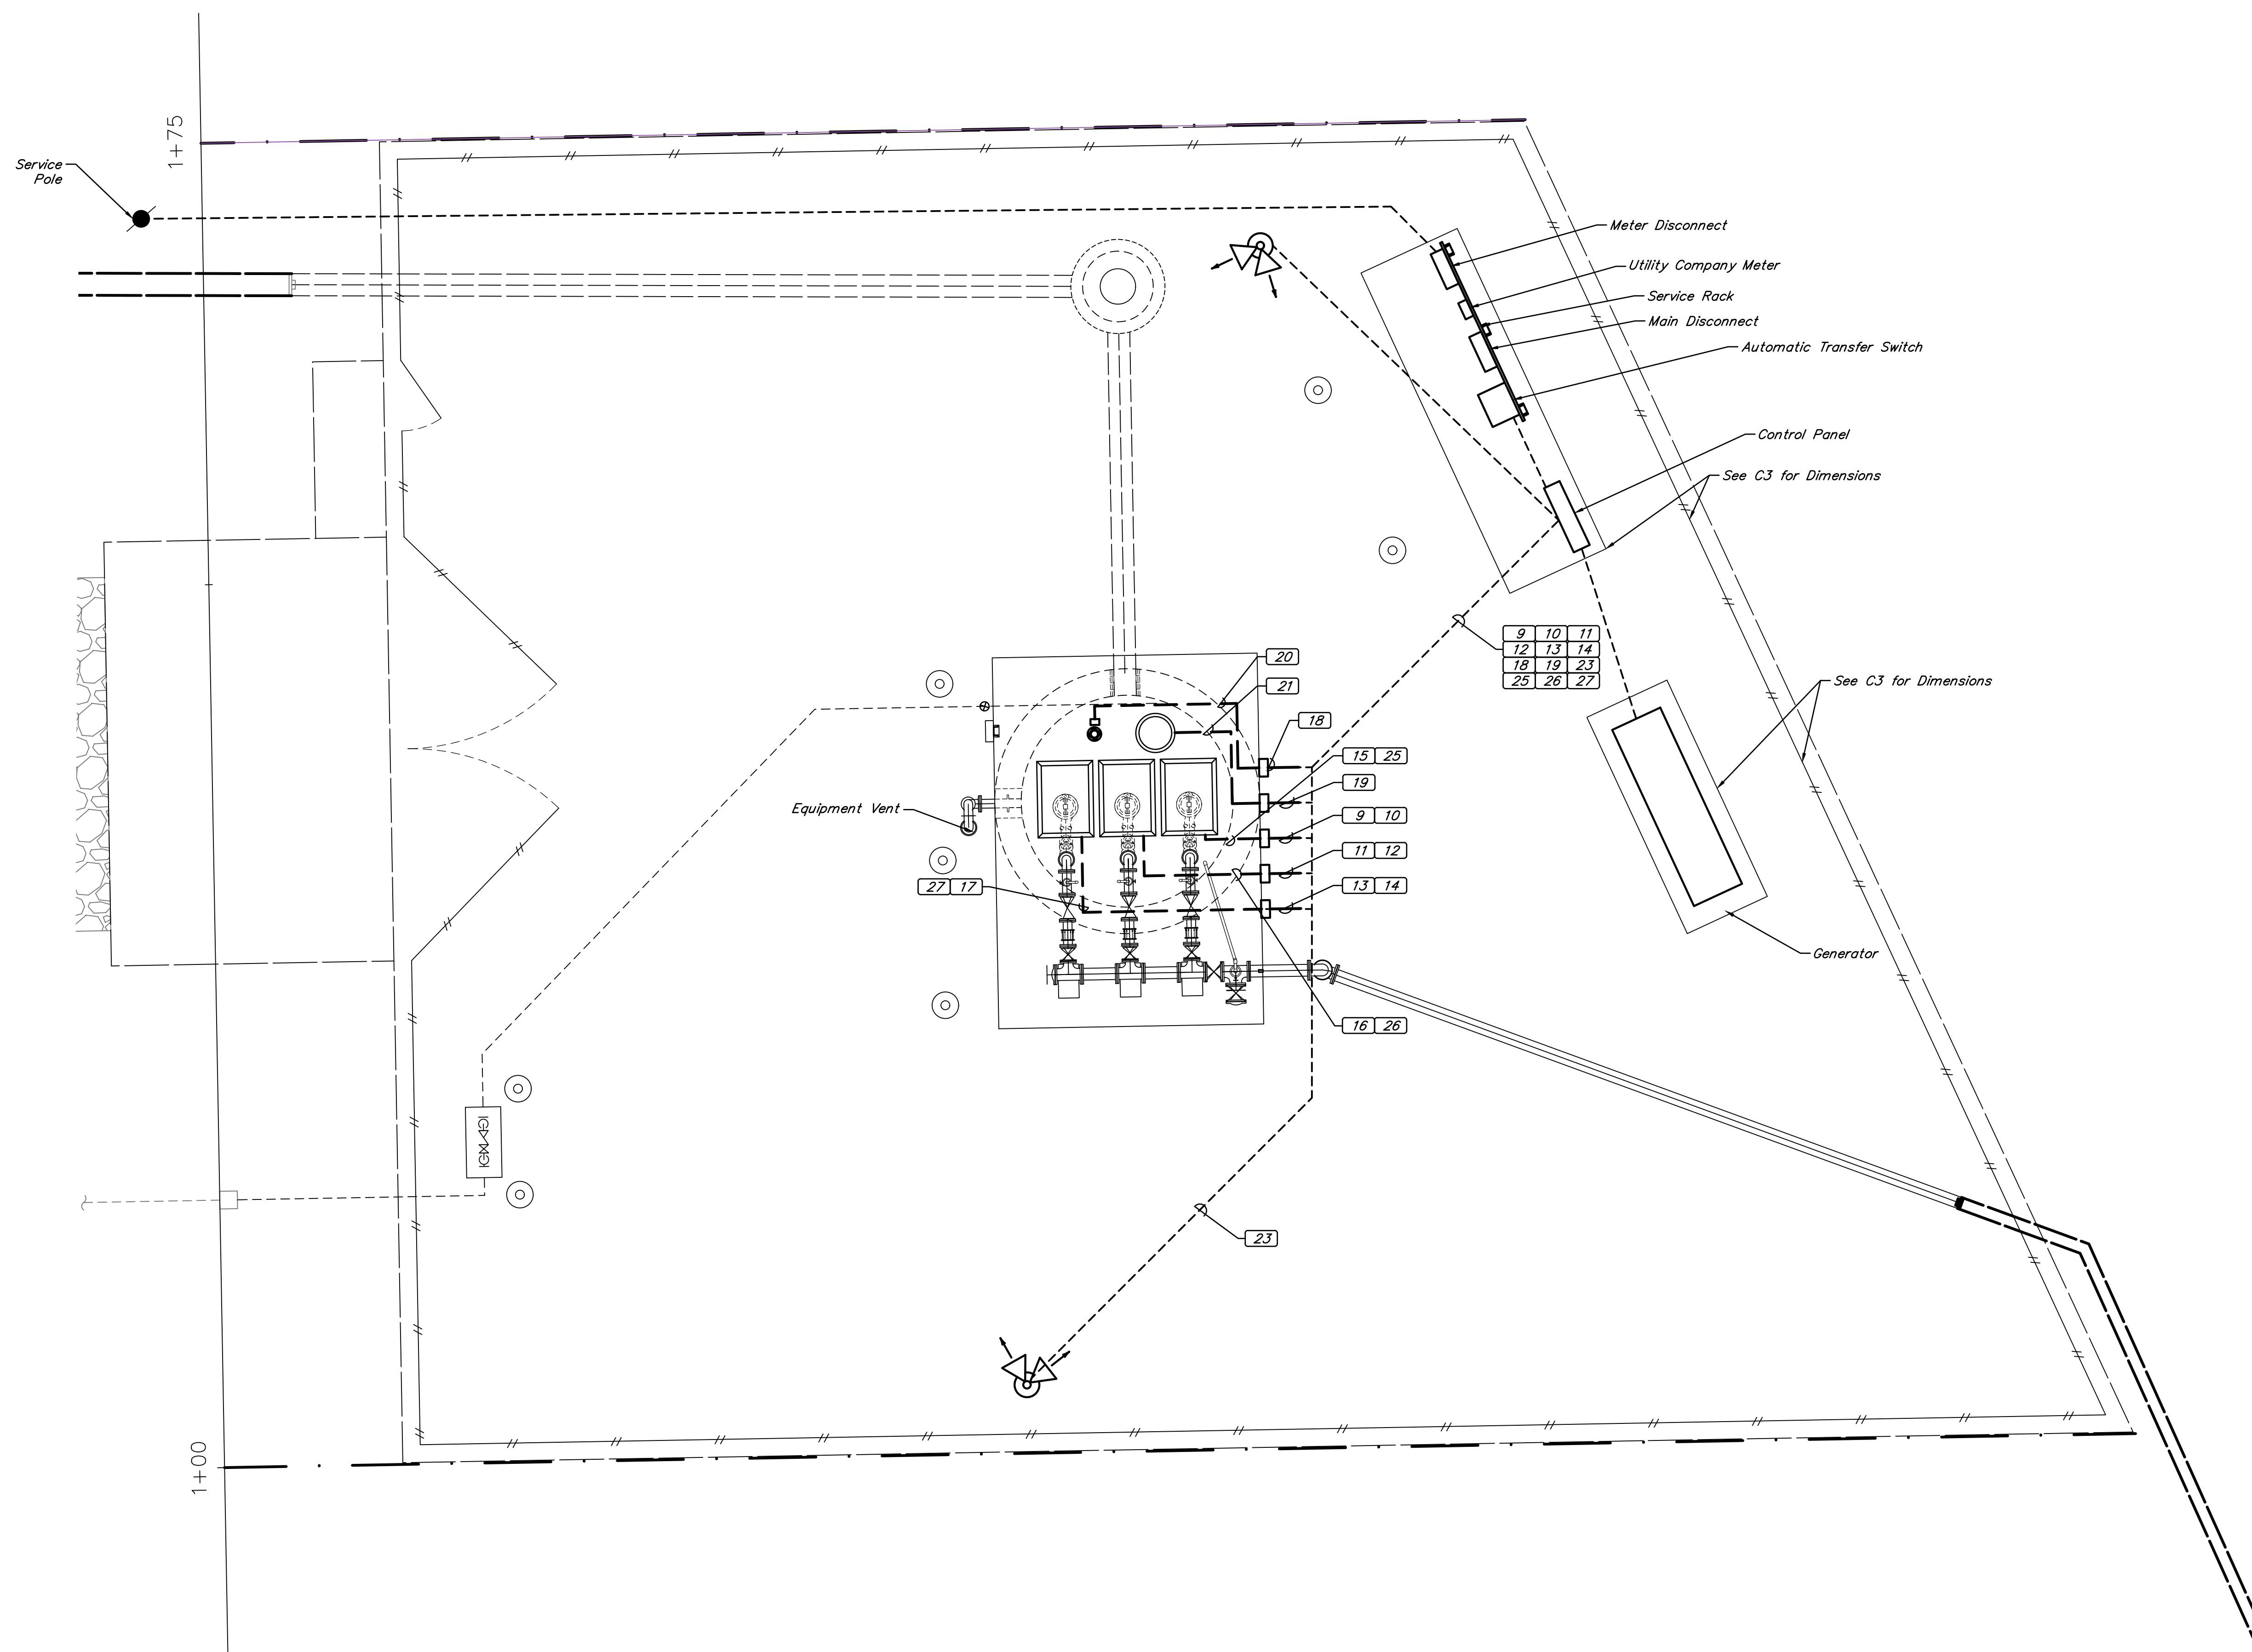 1+75
Service
Pole
Meter Disconnect
Utility Company Meter
Service Rack
Main Disconnect
Automatic Transfer Switch
Control Panel
See C3 for Dimensions
9 10 11
12 13 14
18 19 23
25 26 27
20
21
See C3 for Dimensions
18
15 25
19
Equipment Vent
9 10
11 12
27 17
13 14
Generator
16 26
23
1+00